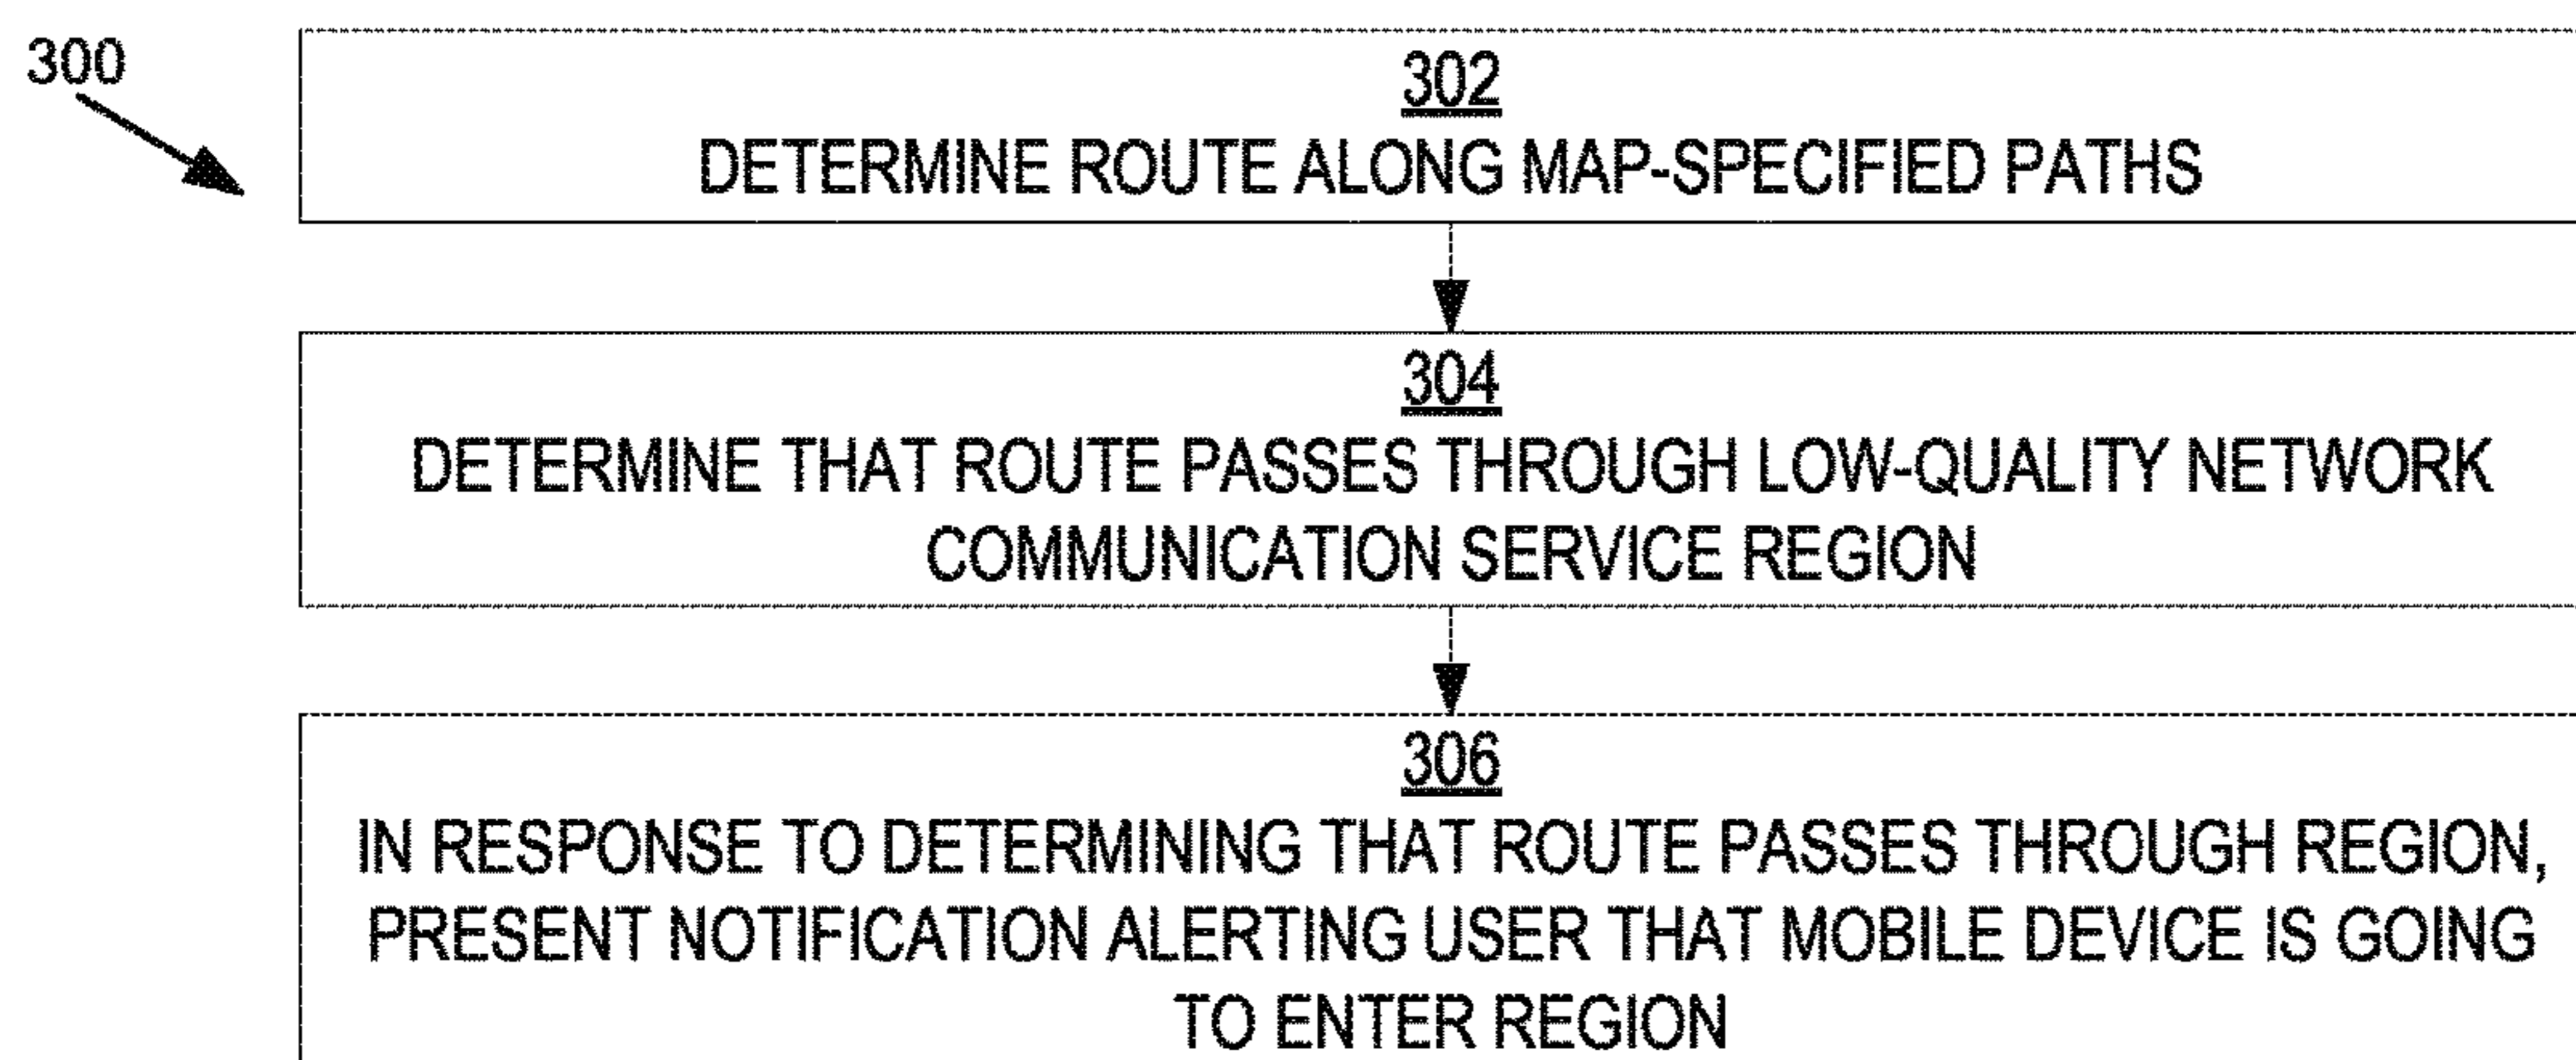 300
302
DETERMINE ROUTE ALONG MAP-SPECIFIED PATHS
304
DETERMINE THAT ROUTE PASSES THROUGH LOW-QUALITY NETWORK
COMMUNICATION SERVICE REGION
306
IN RESPONSE TO DETERMINING THAT ROUTE PASSES THROUGH REGION,
PRESENT NOTIFICATION ALERTING USER THAT MOBILE DEVICE IS GOING
TO ENTER REGION